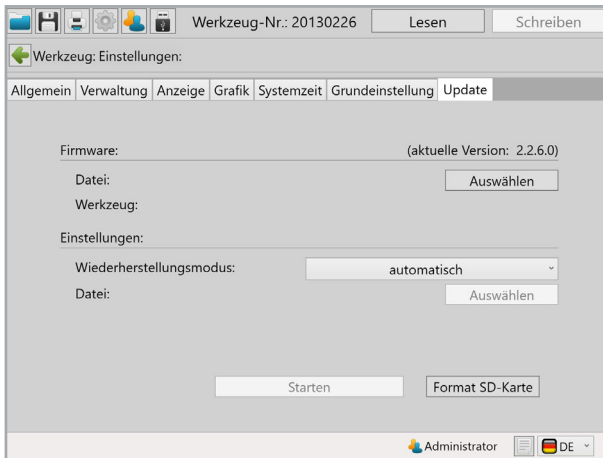 Werkzeug-Nr.: 20130226 Lesen Schreiben
Werkzeug: Einstellungen:
Allgemein Verwaltung Anzeige Grafik Systemzeit Grundeinstellung Update
Firmware: (aktuelle Version: 2.2.6.0)
Datei: Auswählen
Werkzeug:
Einstellungen:
Wiederherstellungsmodus: automatisch
Datei: Auswählen
Starten Format SD-Karte
Administrator DE